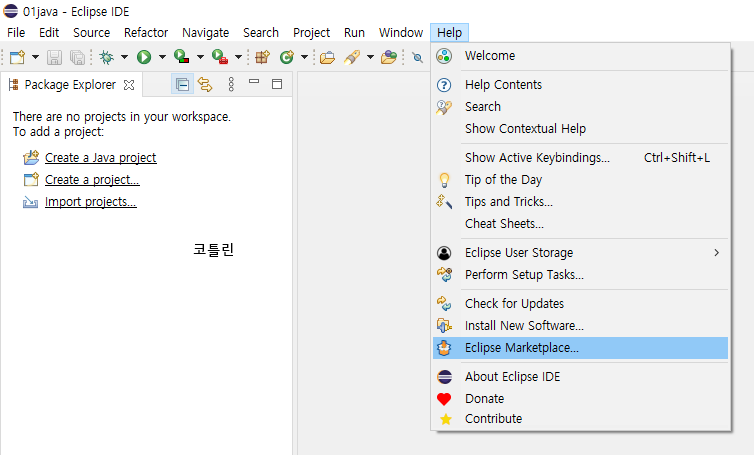 01java - Eclipse IDE
File Edit Source Refactor Navigate Search Project Run Window Help
Package Explorer
There are no projects in your workspace.
To add a project:
Create a Java project
Create a project...
Import projects...
코틀린
Welcome
Help Contents
Search
Show Contextual Help
Show Active Keybindings... Ctrl+Shift+L
Tip of the Day
Tips and Tricks...
Cheat Sheets...
Eclipse User Storage
Perform Setup Tasks...
Check for Updates
Install New Software...
Eclipse Marketplace...
About Eclipse IDE
Donate
Contribute